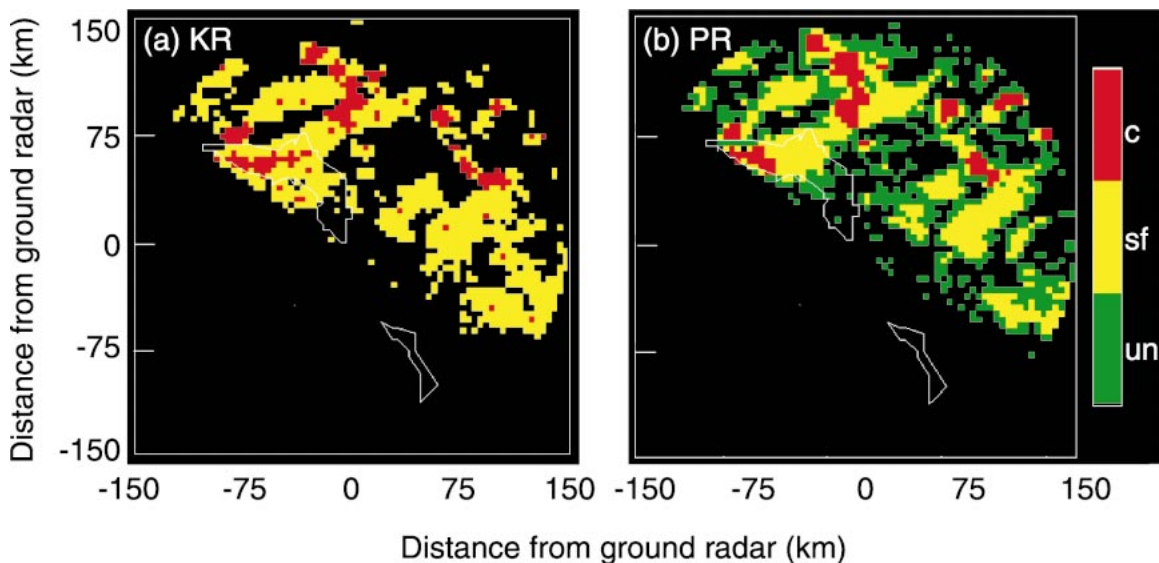 (a) KR
(b) PR
150
75
0
-75
-150
Distance from ground radar (km)
-150 -75 0 75 150
-150 -75 0 75 150
Distance from ground radar (km)
c
sf
un